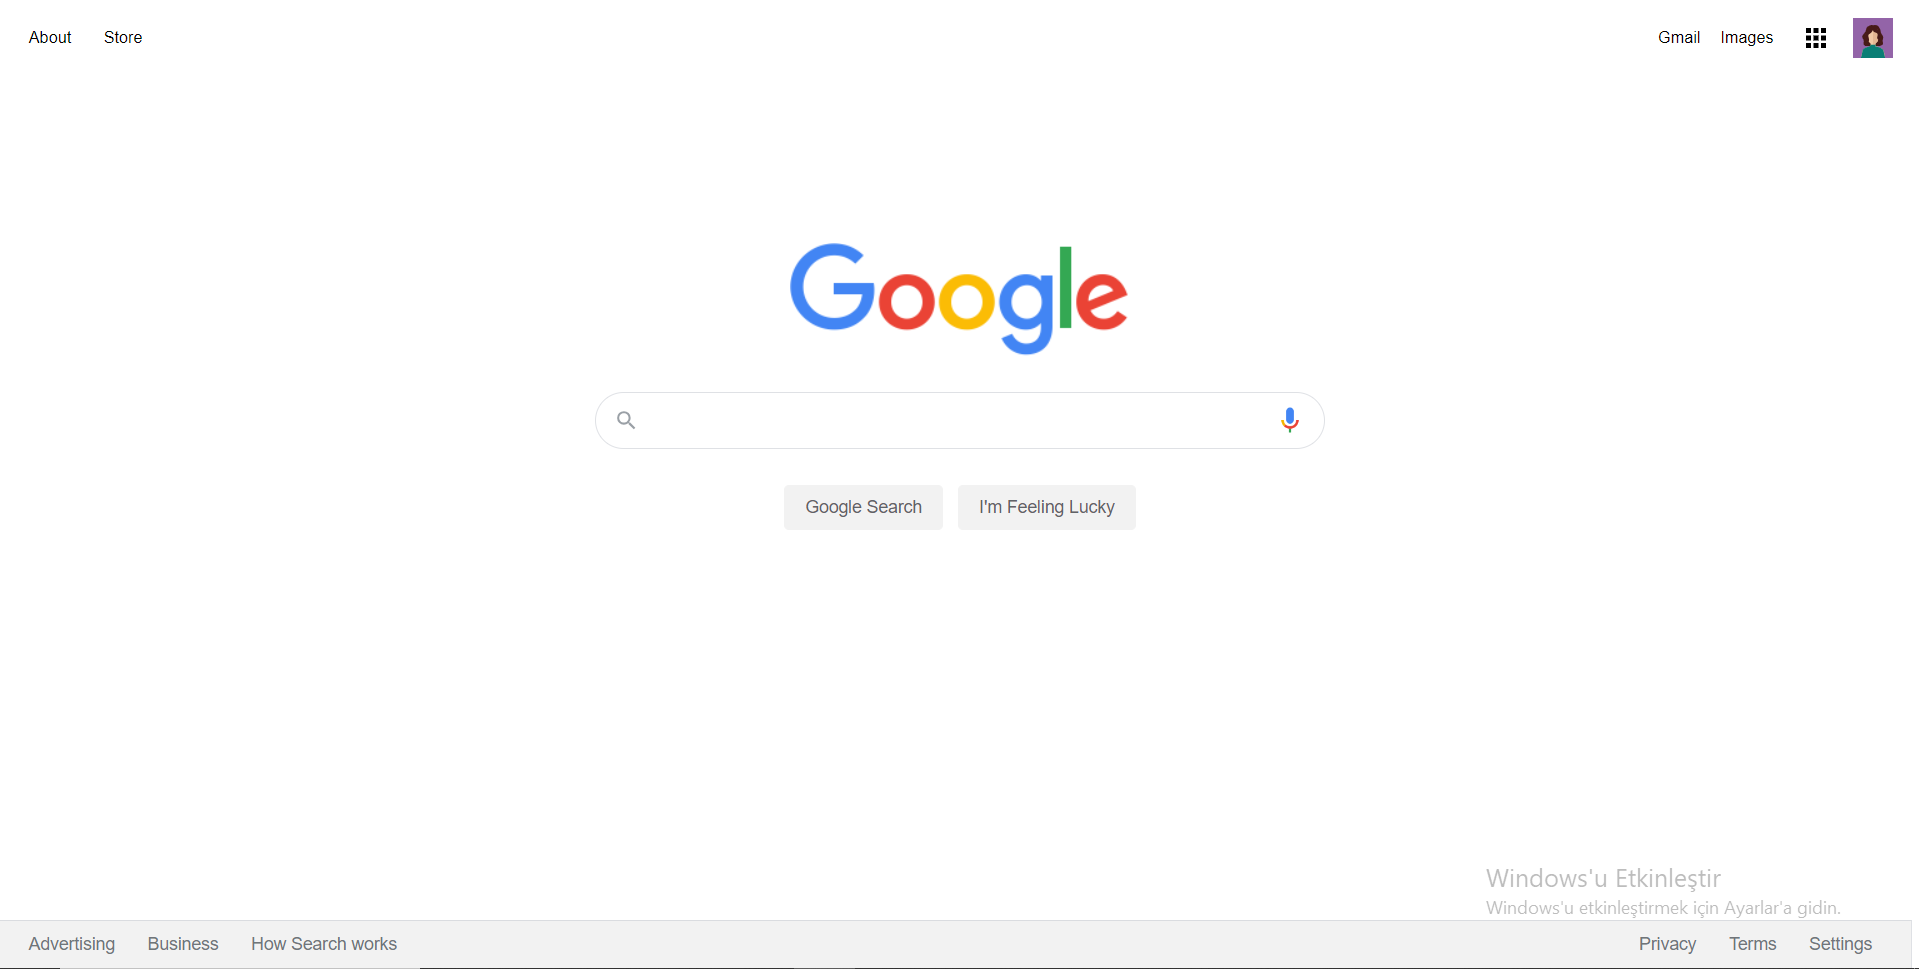 About Store Gmail Images
Google
Google Search I'm Feeling Lucky
Windows'u Etkinleştir
Windows'u etkinleştirmek için Ayarlar'a gidin.
Advertising Business How Search works Privacy Terms Settings